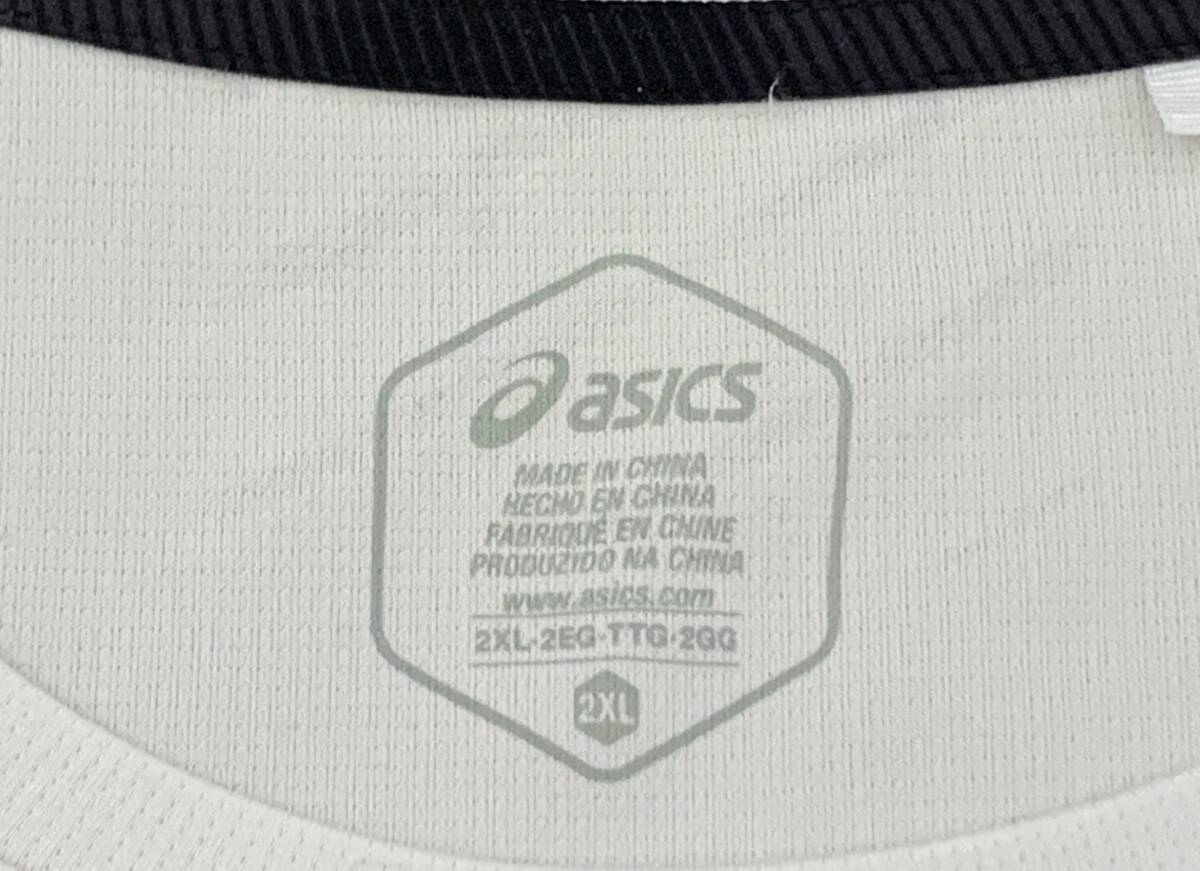 asics
MADE IN CHINA
HECHO EN CHINA
FABRIQUÉ EN CHINE
PRODUZIDO NA CHINA
www.asics.com
2XL·2EG·TTG·2GG
2XL